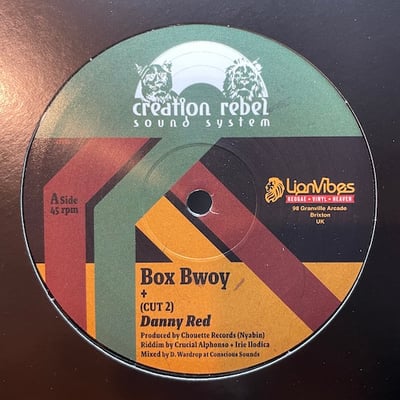 creation rebel
sound system
A Side
45 rpm
LionVibes
REGGAE • VINYL • HEAVEN
98 Granville Arcade
Brixton
UK
Box Bwoy
+
(CUT 2)
Danny Red
Produced by Chouette Records (Nyabin)
Riddim by Crucial Alphonso + Irie Ilodica
Mixed by D. Wardrop at Conscious Sounds